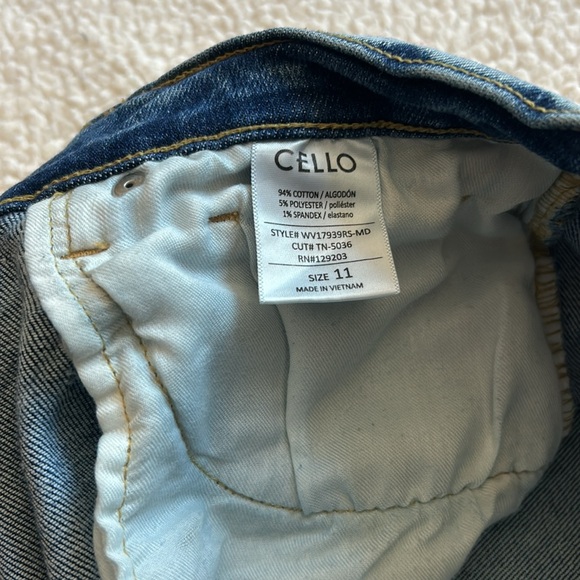 CELLO
94% COTTON / ALGODÓN
5% POLYESTER / poliéster
1% SPANDEX / elastano
STYLE# WV17939RS-MD
CUT# TN-5036
RN#129203
SIZE 11
MADE IN VIETNAM